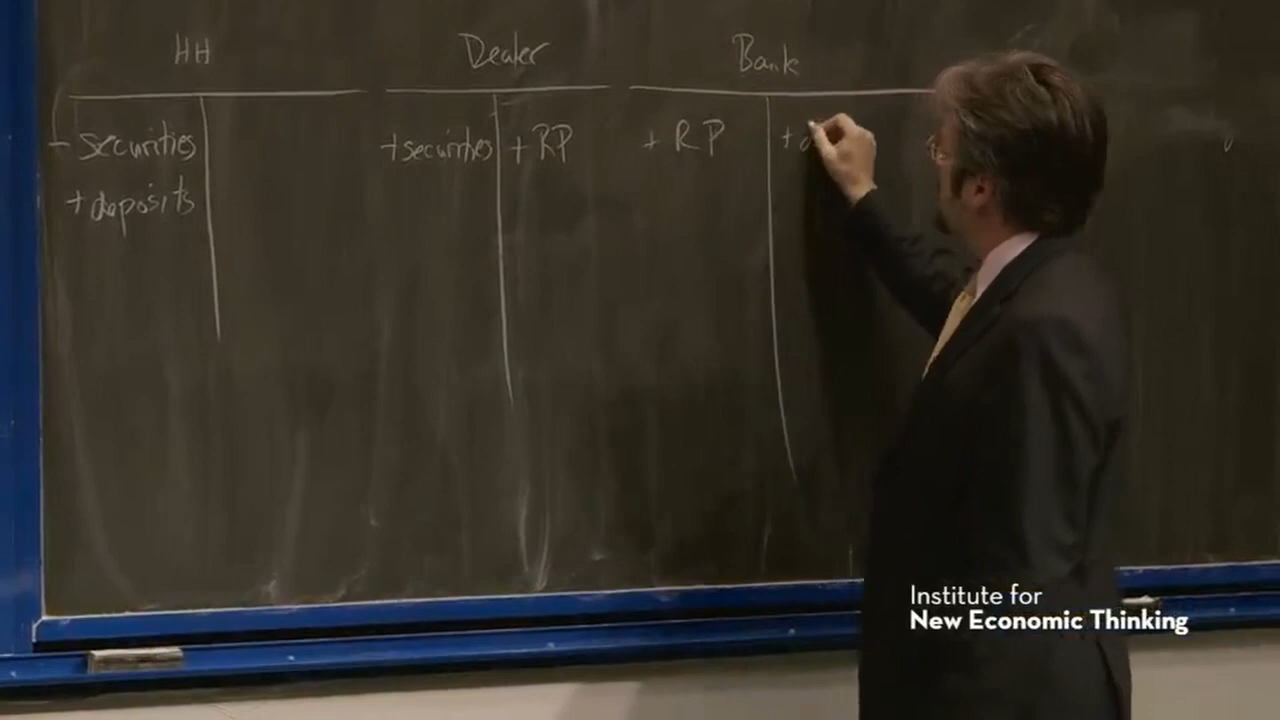 HH
Dealer
Bank
- securities
+ deposits
+ securities
+ RP
+ RP
+ d
Institute for
New Economic Thinking